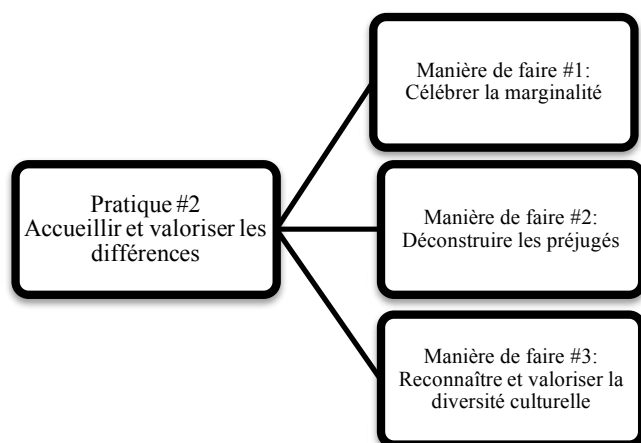 Pratique #2
Accueillir et valoriser les
différences
Manière de faire #1:
Célébrer la marginalité
Manière de faire #2:
Déconstruire les préjugés
Manière de faire #3:
Reconnaître et valoriser la
diversité culturelle